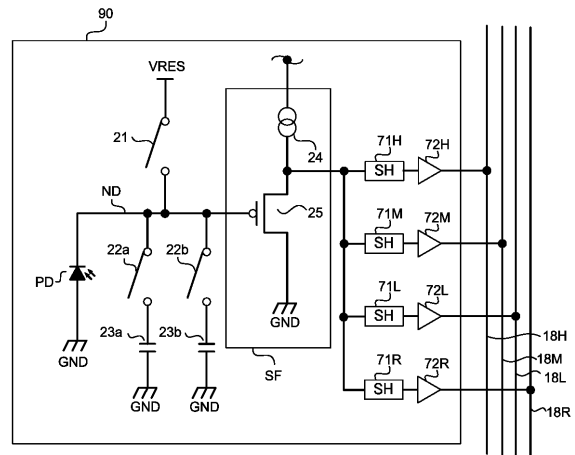 90
VRES
21
24
71H
72H
SH
ND
25
71M
72M
SH
22a
22b
PD
71L
72L
SH
GND
23a
23b
GND
18H
18M
71R
72R
GND
GND
SF
SH
18L
18R